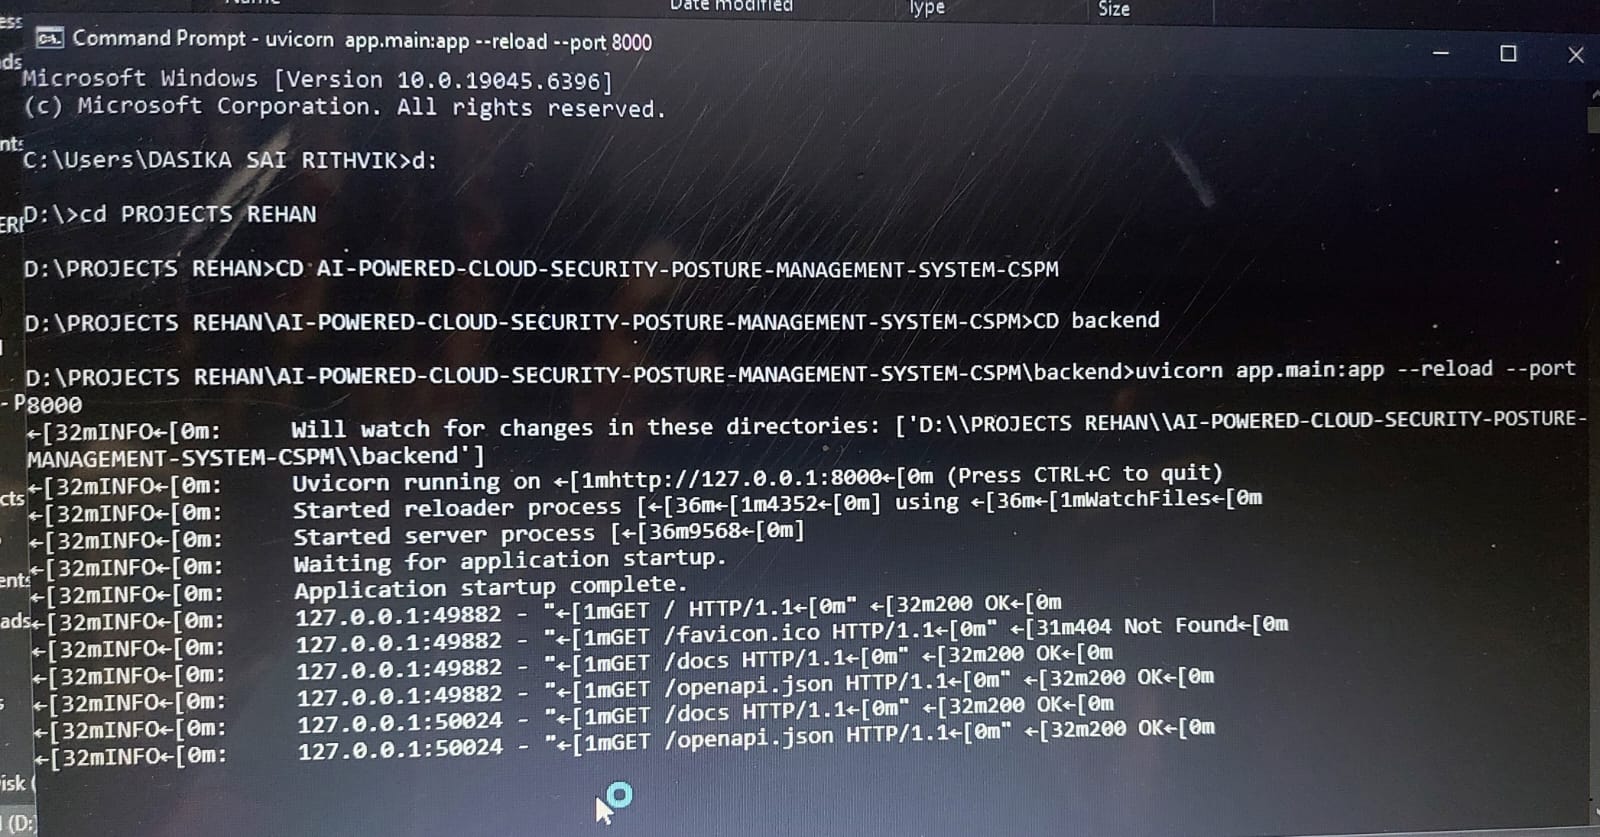 Date modified
Type
Size
Command Prompt - uvicorn  app.main:app --reload --port 8000
Microsoft Windows [Version 10.0.19045.6396]
(c) Microsoft Corporation. All rights reserved.
C:\Users\DASIKA SAI RITHVIK>d:
D:\>cd PROJECTS REHAN
D:\PROJECTS REHAN>CD AI-POWERED-CLOUD-SECURITY-POSTURE-MANAGEMENT-SYSTEM-CSPM
D:\PROJECTS REHAN\AI-POWERED-CLOUD-SECURITY-POSTURE-MANAGEMENT-SYSTEM-CSPM>CD backend
D:\PROJECTS REHAN\AI-POWERED-CLOUD-SECURITY-POSTURE-MANAGEMENT-SYSTEM-CSPM\backend>uvicorn app.main:app --reload --port
8000
←[32mINFO←[0m:     Will watch for changes in these directories: ['D:\\PROJECTS REHAN\\AI-POWERED-CLOUD-SECURITY-POSTURE-
MANAGEMENT-SYSTEM-CSPM\\backend']
←[32mINFO←[0m:     Uvicorn running on ←[1mhttp://127.0.0.1:8000←[0m (Press CTRL+C to quit)
←[32mINFO←[0m:     Started reloader process [←[36m←[1m4352←[0m] using ←[36m←[1mWatchFiles←[0m
←[32mINFO←[0m:     Started server process [←[36m9568←[0m]
←[32mINFO←[0m:     Waiting for application startup.
←[32mINFO←[0m:     Application startup complete.
←[32mINFO←[0m:     127.0.0.1:49882 - "←[1mGET / HTTP/1.1←[0m" ←[32m200 OK←[0m
←[32mINFO←[0m:     127.0.0.1:49882 - "←[1mGET /favicon.ico HTTP/1.1←[0m" ←[31m404 Not Found←[0m
←[32mINFO←[0m:     127.0.0.1:49882 - "←[1mGET /docs HTTP/1.1←[0m" ←[32m200 OK←[0m
←[32mINFO←[0m:     127.0.0.1:49882 - "←[1mGET /openapi.json HTTP/1.1←[0m" ←[32m200 OK←[0m
←[32mINFO←[0m:     127.0.0.1:50024 - "←[1mGET /docs HTTP/1.1←[0m" ←[32m200 OK←[0m
←[32mINFO←[0m:     127.0.0.1:50024 - "←[1mGET /openapi.json HTTP/1.1←[0m" ←[32m200 OK←[0m
(D: